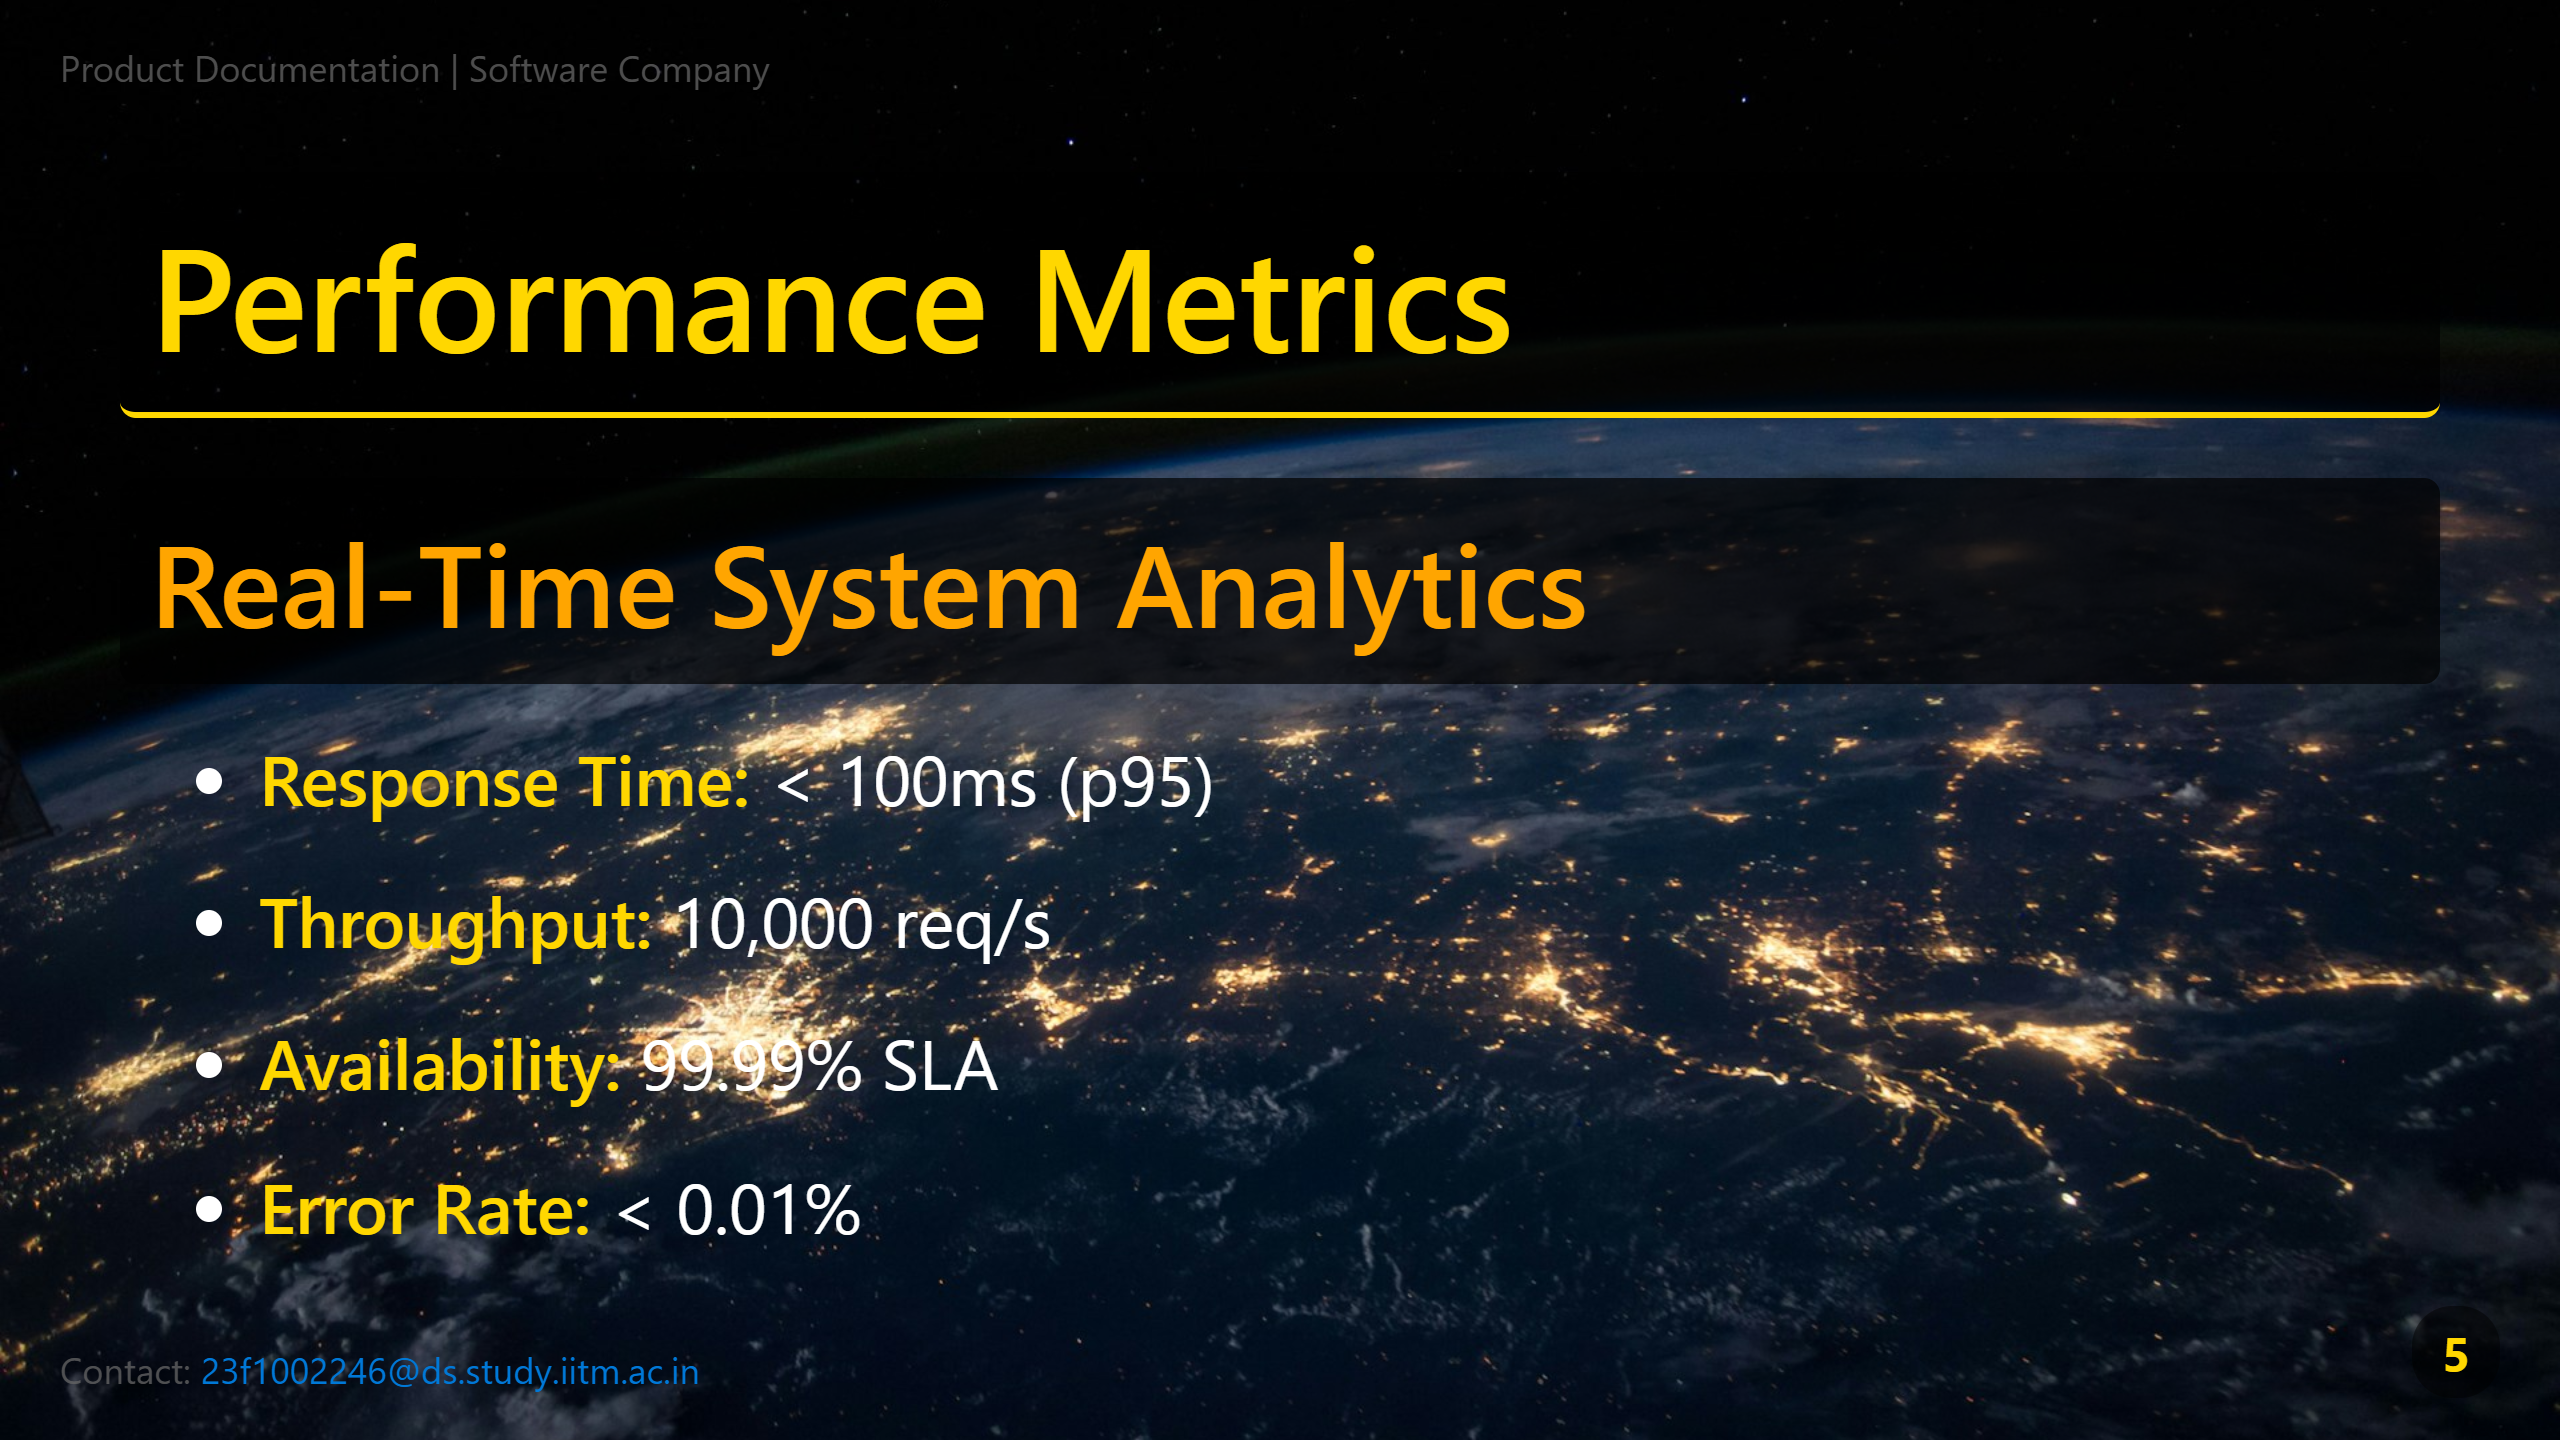 Product Documentation | Software Company
Performance Metrics
Real-Time System Analytics
• Response Time: < 100ms (p95)
• Throughput: 10,000 req/s
• Availability: 99.99% SLA
• Error Rate: < 0.01%
Contact: 23f1002246@ds.study.iitm.ac.in
5